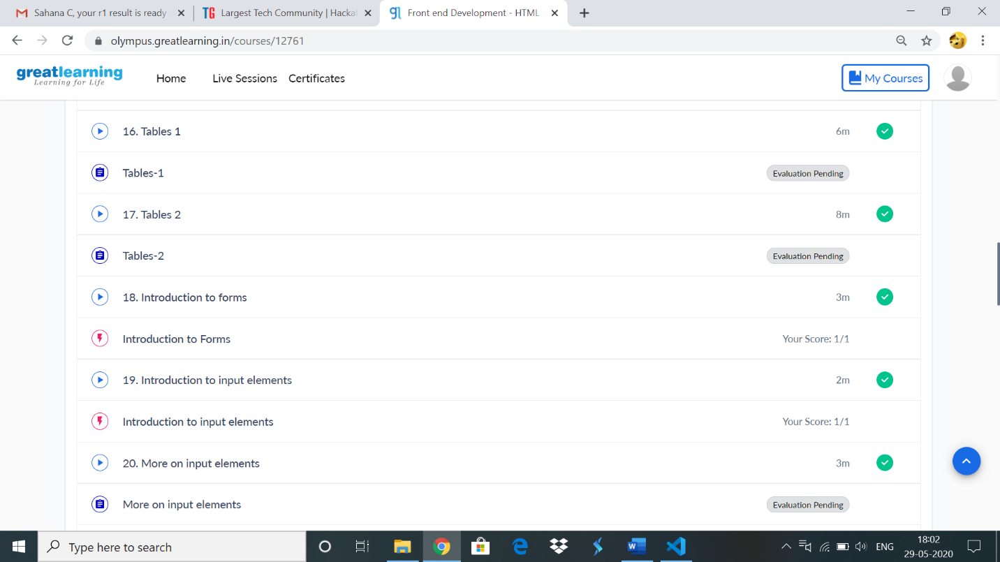 Sahana C, your r1 result is ready
Largest Tech Community | Hackat
Front end Development - HTML
olympus.greatlearning.in/courses/12761
greatlearning
Learning for Life
Home
Live Sessions
Certificates
My Courses
16. Tables 1
6m
Tables-1
Evaluation Pending
17. Tables 2
8m
Tables-2
Evaluation Pending
18. Introduction to forms
3m
Introduction to Forms
Your Score: 1/1
19. Introduction to input elements
2m
Introduction to input elements
Your Score: 1/1
20. More on input elements
3m
More on input elements
Evaluation Pending
Type here to search
ENG
18:02
29-05-2020